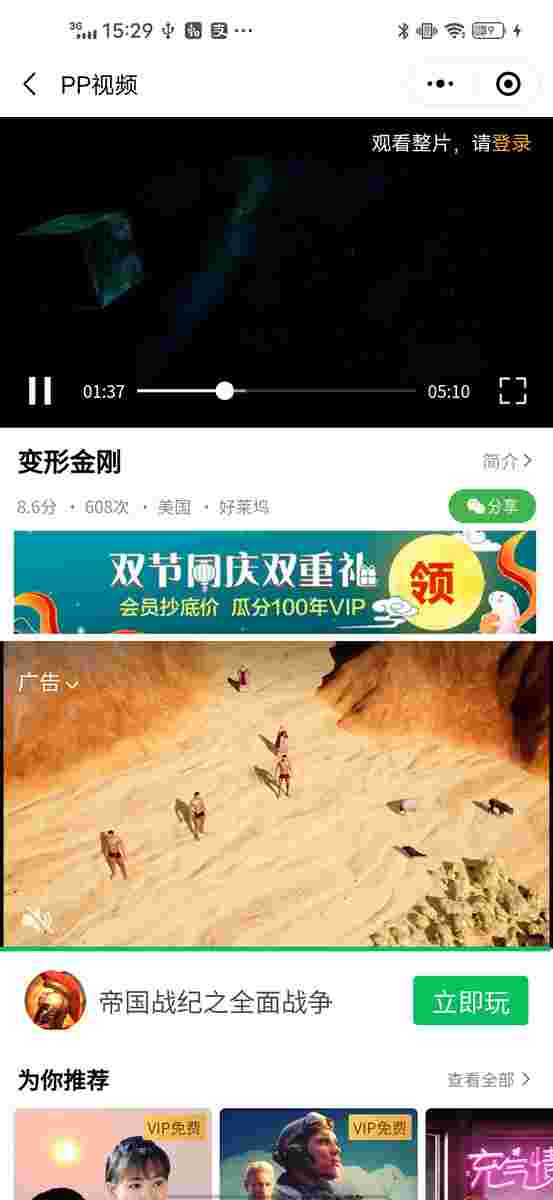 3G 15:29
PP视频
观看整片，请登录
01:37 05:10
变形金刚 简介
8.6分 · 608次 · 美国 · 好莱坞 分享
双节同庆双重礼 领
会员抄底价 瓜分100年VIP
广告
帝国战纪之全面战争 立即玩
为你推荐 查看全部
VIP免费 VIP免费
充气情